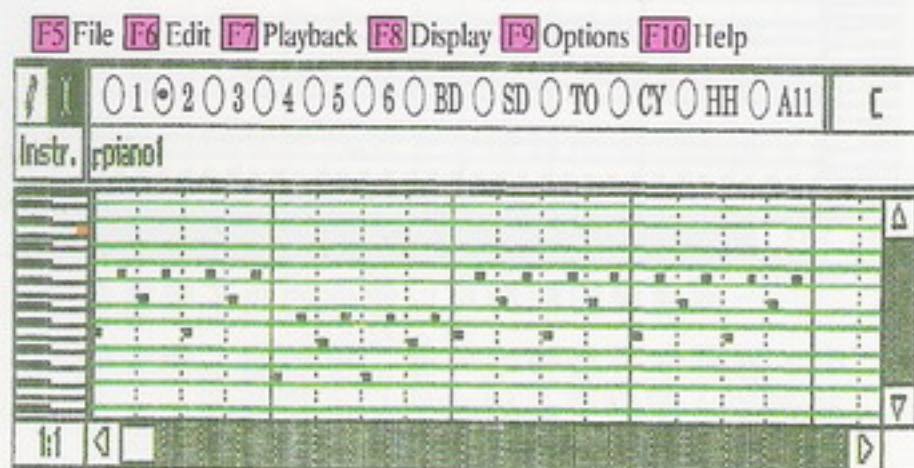 F5 File F6 Edit F7 Playback F8 Display F9 Options F10 Help
1 2 3 4 5 6 BD SD TO CY HH All [
Instr. rpiano1
1:1